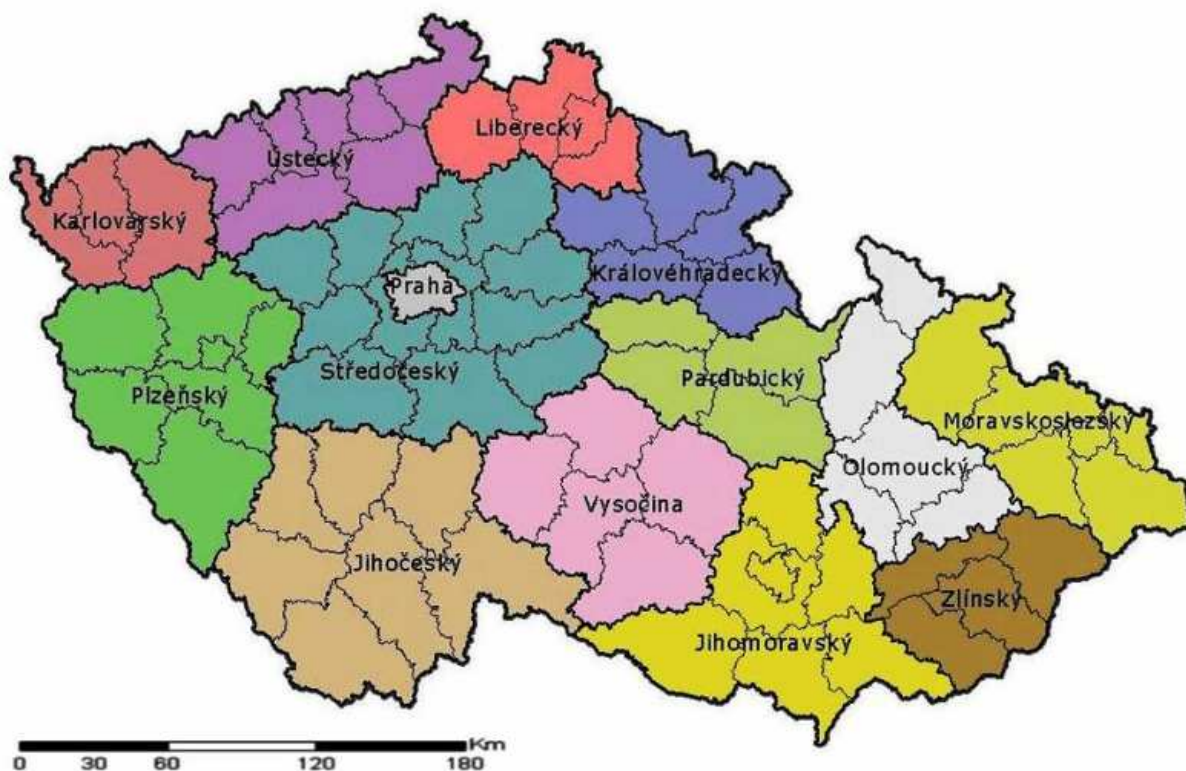 Liberecký
Ústecký
Karlovarský
Královéhradecký
Praha
Středočeský
Pardubický
Plzeňský
Moravskoslezský
Olomoucký
Vysočina
Jihočeský
Zlínský
Jihomoravský
Km
0 30 60 120 180